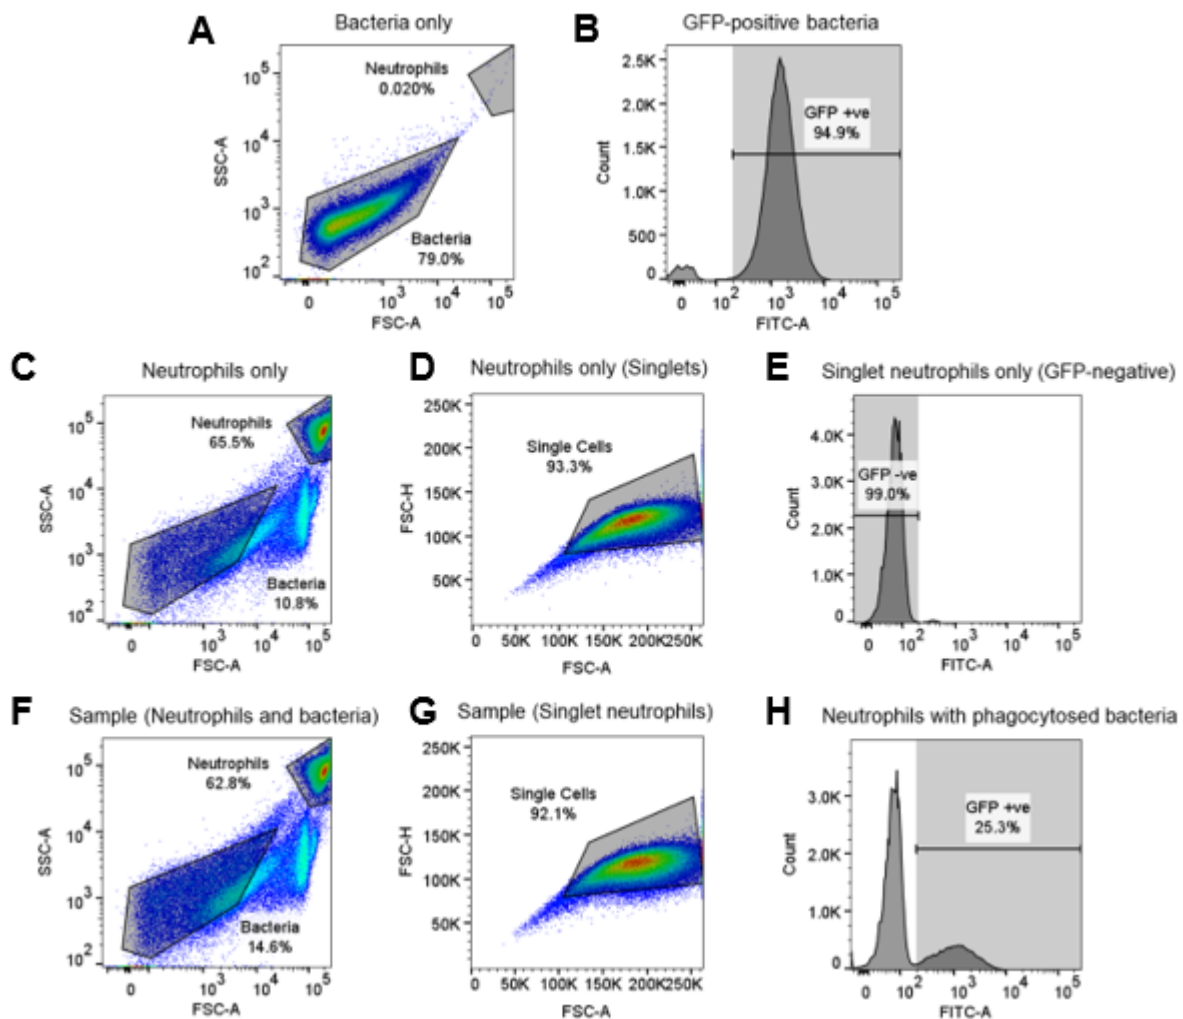 A
Bacteria only
Neutrophils
0.020%
Bacteria
79.0%
SSC-A
10^5
10^4
10^3
10^2
0 10^3 10^4 10^5
FSC-A
B
GFP-positive bacteria
GFP +ve
94.9%
Count
2.5K
2.0K
1.5K
1.0K
500
0
0 10^2 10^3 10^4 10^5
FITC-A
C
Neutrophils only
Neutrophils
65.5%
Bacteria
10.8%
SSC-A
10^5
10^4
10^3
10^2
0 10^3 10^4 10^5
FSC-A
D
Neutrophils only (Singlets)
Single Cells
93.3%
FSC-H
250K
200K
150K
100K
50K
0 50K 100K 150K 200K250K
FSC-A
E
Singlet neutrophils only (GFP-negative)
GFP -ve
99.0%
Count
4.0K
3.0K
2.0K
1.0K
0
0 10^2 10^3 10^4 10^5
FITC-A
F
Sample (Neutrophils and bacteria)
Neutrophils
62.8%
Bacteria
14.6%
SSC-A
10^5
10^4
10^3
10^2
0 10^3 10^4 10^5
FSC-A
G
Sample (Singlet neutrophils)
Single Cells
92.1%
FSC-H
250K
200K
150K
100K
50K
0 50K 100K 150K 200K250K
FSC-A
H
Neutrophils with phagocytosed bacteria
GFP +ve
25.3%
Count
3.0K
2.0K
1.0K
0
0 10^2 10^3 10^4 10^5
FITC-A